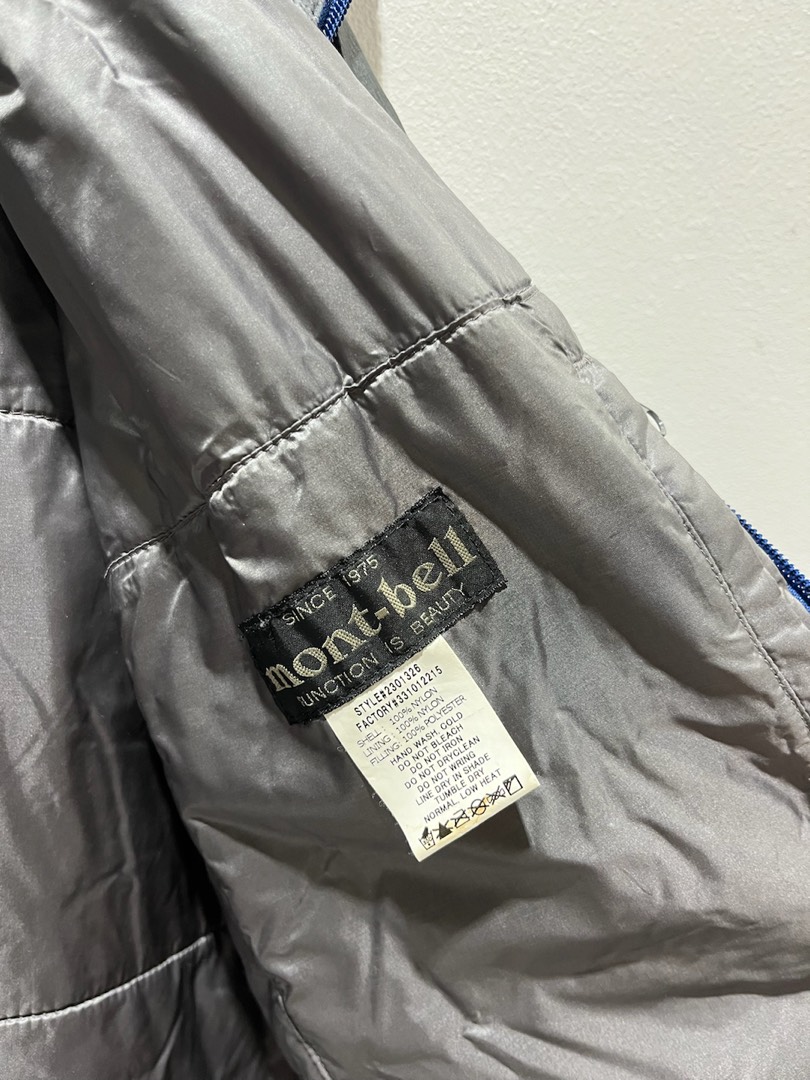 SINCE 1975
mont-bell
FUNCTION IS BEAUTY
STYLE#2301326
FACTORY#331012215
SHELL: 100% NYLON
LINING: 100% NYLON
FILLING: 100% POLYESTER
HAND WASH, COLD
DO NOT BLEACH
DO NOT IRON
DO NOT DRYCLEAN
DO NOT WRING
LINE DRY IN SHADE
TUMBLE DRY
NORMAL, LOW HEAT